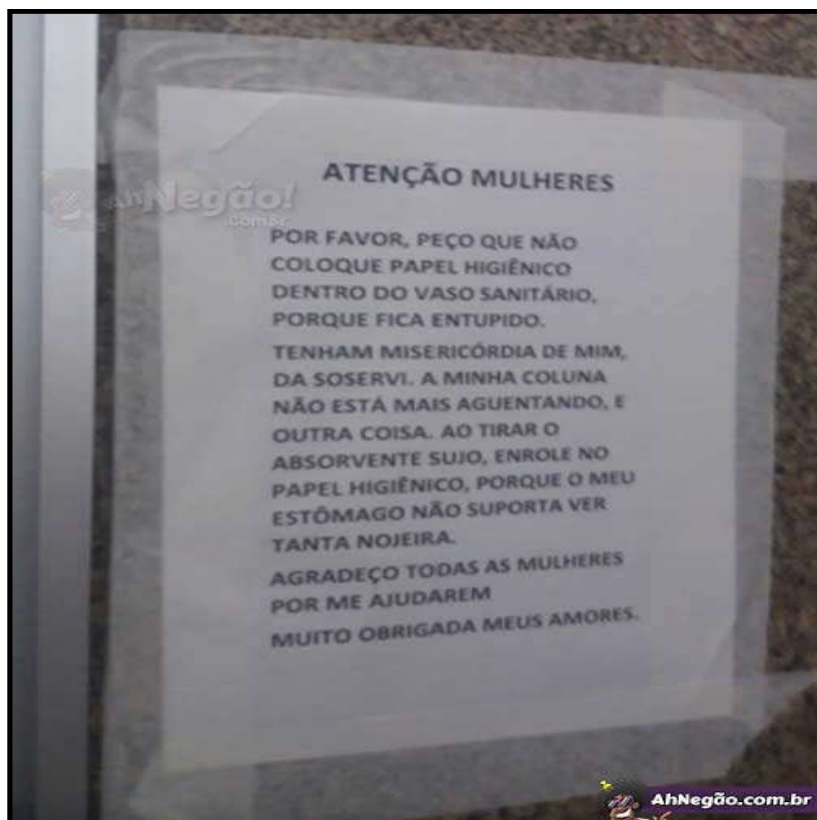 ATENÇÃO MULHERES
AhNegão!
.com.br
POR FAVOR, PEÇO QUE NÃO
COLOQUE PAPEL HIGIÊNICO
DENTRO DO VASO SANITÁRIO,
PORQUE FICA ENTUPIDO.
TENHAM MISERICÓRDIA DE MIM,
DA SOSERVI. A MINHA COLUNA
NÃO ESTÁ MAIS AGUENTANDO, E
OUTRA COISA. AO TIRAR O
ABSORVENTE SUJO, ENROLE NO
PAPEL HIGIÊNICO, PORQUE O MEU
ESTÔMAGO NÃO SUPORTA VER
TANTA NOJEIRA.
AGRADEÇO TODAS AS MULHERES
POR ME AJUDAREM
MUITO OBRIGADA MEUS AMORES.
AhNegão.com.br